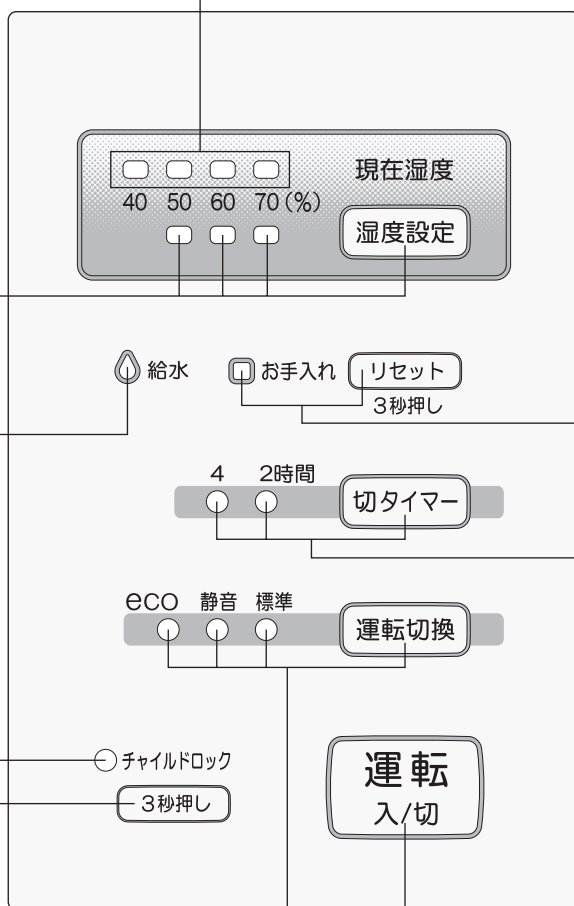 現在湿度
40 50 60 70 (%)
湿度設定
給水 お手入れ リセット
3秒押し
4 2時間
切タイマー
eco 静音 標準
運転切換
チャイルドロック
3秒押し
運転
入/切